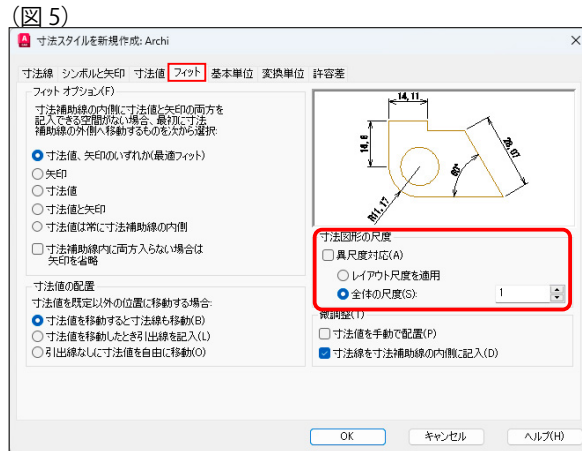 (図 5)
寸法スタイルを新規作成: Archi
寸法線 シンボルと矢印 寸法値 フィット 基本単位 変換単位 許容差
フィット オプション(F)
寸法補助線の内側に寸法値と矢印の両方を
記入できる空間がない場合、最初に寸法
補助線の外側へ移動するものを次から選択:
寸法値、矢印のいずれか(最適フィット)
矢印
寸法値
寸法値と矢印
寸法値は常に寸法補助線の内側
寸法補助線内に両方入らない場合は
矢印を省略
寸法値の配置
寸法値を既定以外の位置に移動する場合:
寸法値を移動すると寸法線も移動(B)
寸法値を移動したとき引出線を記入(L)
引出線なしに寸法値を自由に移動(O)
14,11
16,6
28,07
60°
R11,17
寸法図形の尺度
異尺度対応(A)
レイアウト尺度を適用
全体の尺度(S): 1
微調整(T)
寸法値を手動で配置(P)
寸法線を寸法補助線の内側に記入(D)
OK キャンセル ヘルプ(H)